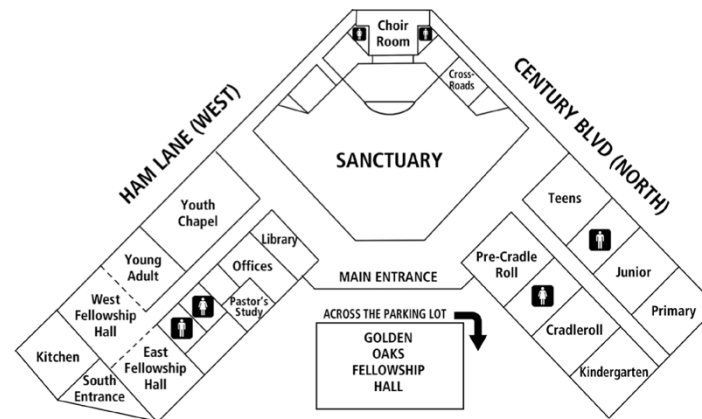 Choir
Room
Cross-
Roads
HAM LANE (WEST)
CENTURY BLVD (NORTH)
SANCTUARY
Youth
Chapel
Teens
Library
Young
Adult
Offices
Pre-Cradle
Roll
Junior
MAIN ENTRANCE
West
Fellowship
Hall
Pastor's
Study
Primary
ACROSS THE PARKING LOT
Cradleroll
GOLDEN
OAKS
FELLOWSHIP
HALL
Kitchen
East
Fellowship
Hall
Kindergarten
South
Entrance